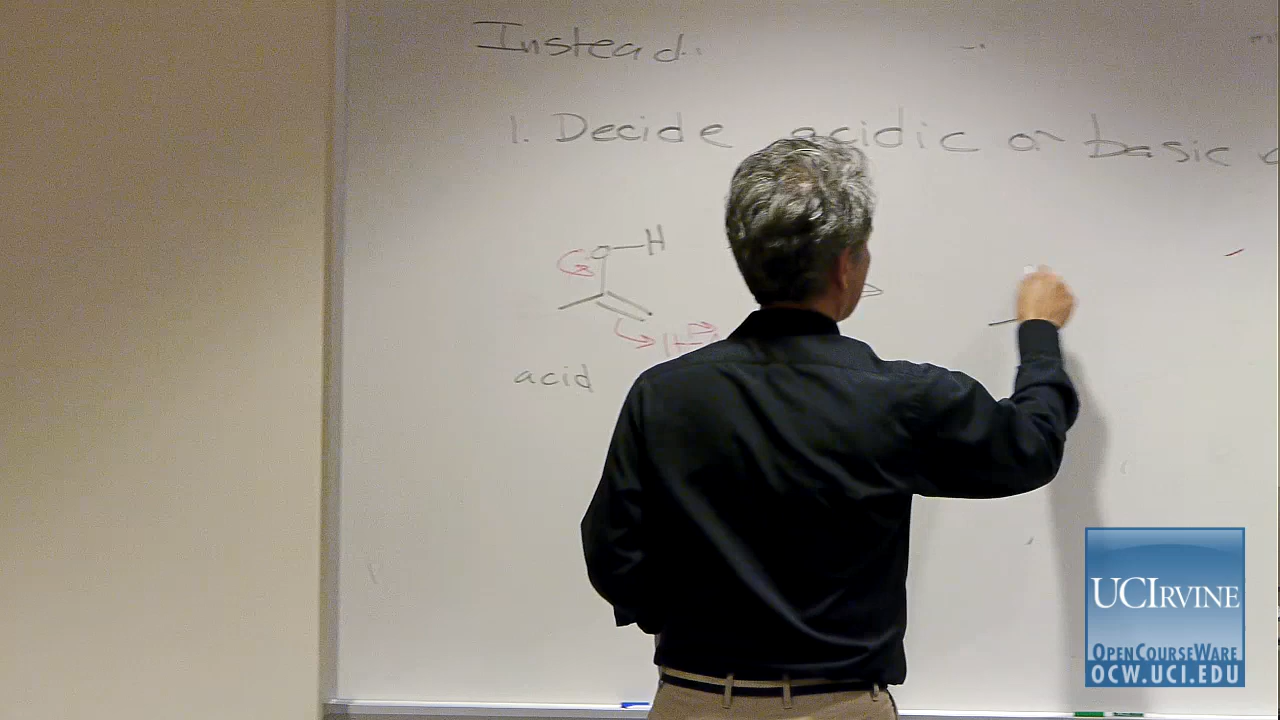 Instead:
1. Decide acidic or basic
O-H
H-A
acid
UCIRVINE
OPENCOURSEWARE
OCW.UCI.EDU